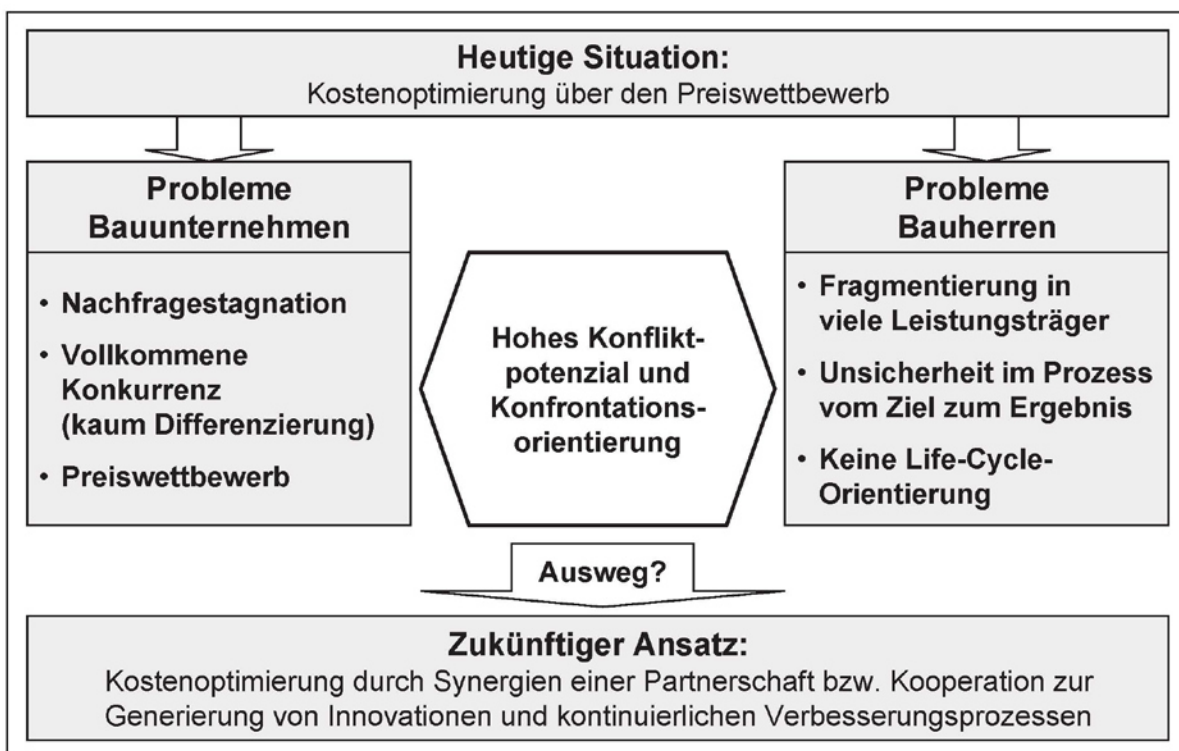 Heutige Situation:
Kostenoptimierung über den Preiswettbewerb
Probleme
Bauunternehmen
• Nachfragestagnation
• Vollkommene
Konkurrenz
(kaum Differenzierung)
• Preiswettbewerb
Hohes Konflikt-
potenzial und
Konfrontations-
orientierung
Probleme
Bauherren
• Fragmentierung in
viele Leistungsträger
• Unsicherheit im Prozess
vom Ziel zum Ergebnis
• Keine Life-Cycle-
Orientierung
Ausweg?
Zukünftiger Ansatz:
Kostenoptimierung durch Synergien einer Partnerschaft bzw. Kooperation zur
Generierung von Innovationen und kontinuierlichen Verbesserungsprozessen